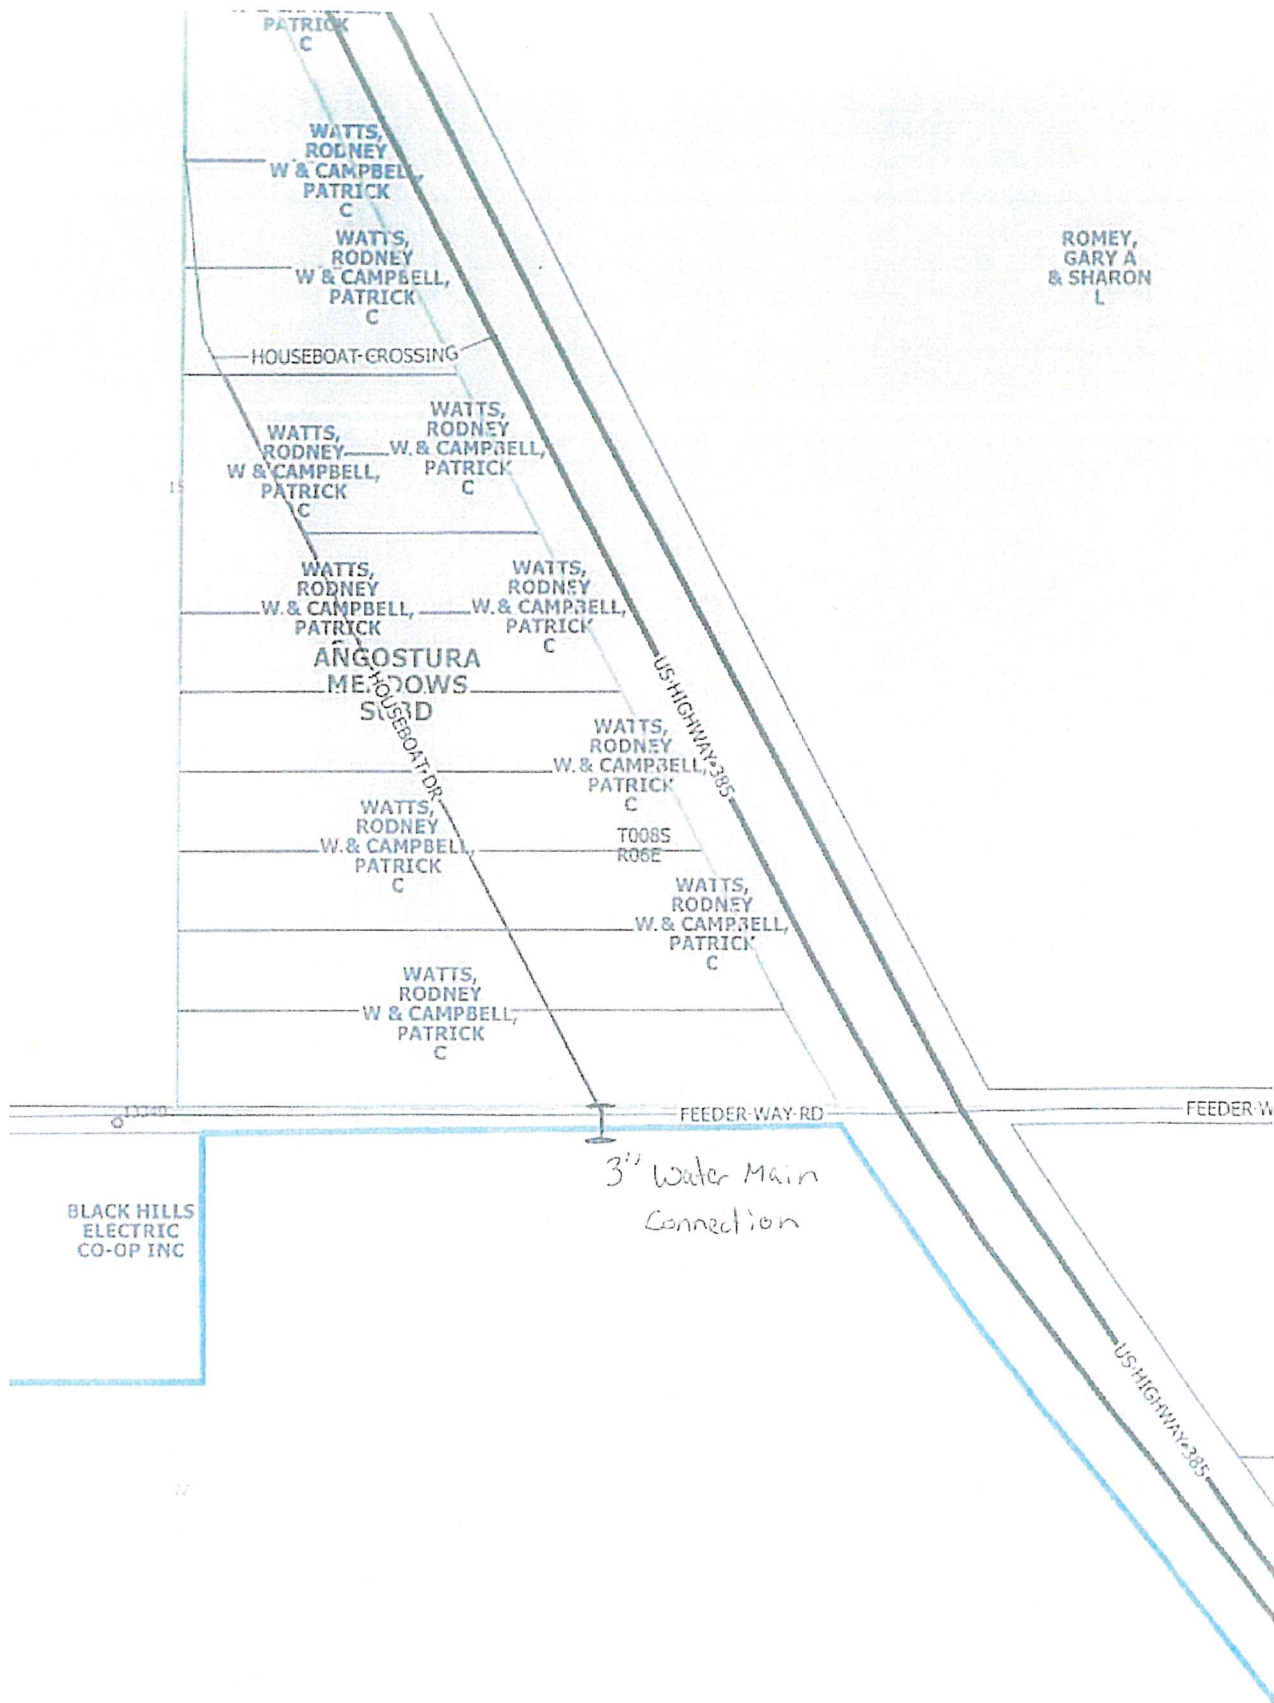 PATRICK
C
WATTS,
RODNEY
W & CAMPBELL,
PATRICK
C
WATTS,
RODNEY
W & CAMPBELL,
PATRICK
C
ROMEY,
GARY A
& SHARON
L
HOUSEBOAT-CROSSING
WATTS,
RODNEY
W & CAMPBELL,
PATRICK
C
WATTS,
RODNEY
W & CAMPBELL,
PATRICK
C
15
WATTS,
RODNEY
W & CAMPBELL,
PATRICK
WATTS,
RODNEY
W & CAMPBELL,
PATRICK
C
ANGOSTURA
MEADOWS
SUBD
HOUSEBOAT-DR
US-HIGHWAY-385
WATTS,
RODNEY
W & CAMPBELL,
PATRICK
C
WATTS,
RODNEY
W & CAMPBELL,
PATRICK
C
T008S
R06E
WATTS,
RODNEY
W & CAMPBELL,
PATRICK
C
WATTS,
RODNEY
W & CAMPBELL,
PATRICK
C
13340
FEEDER-WAY-RD
FEEDER-W
3" Water Main
Connection
BLACK HILLS
ELECTRIC
CO-OP INC
US-HIGHWAY-385
22